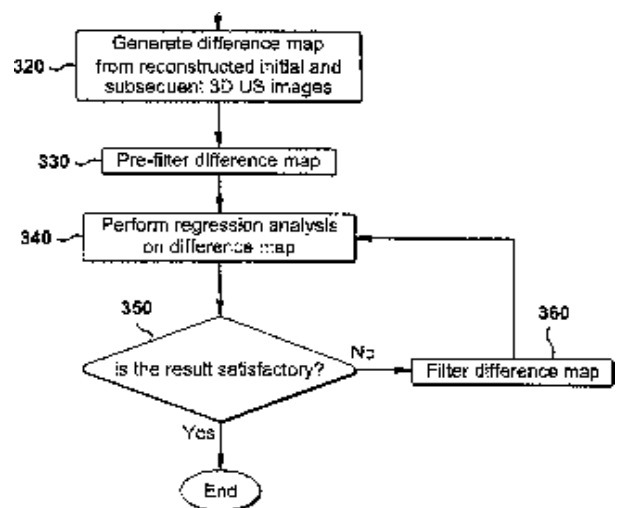 Generate difference map
320
from reconstructed initial and
subsequent 3D US images
330
Pre-filter difference map
Perform regression analysis
340
on difference map
350
is the result satisfactory?
No
360
Filter difference map
Yes
End